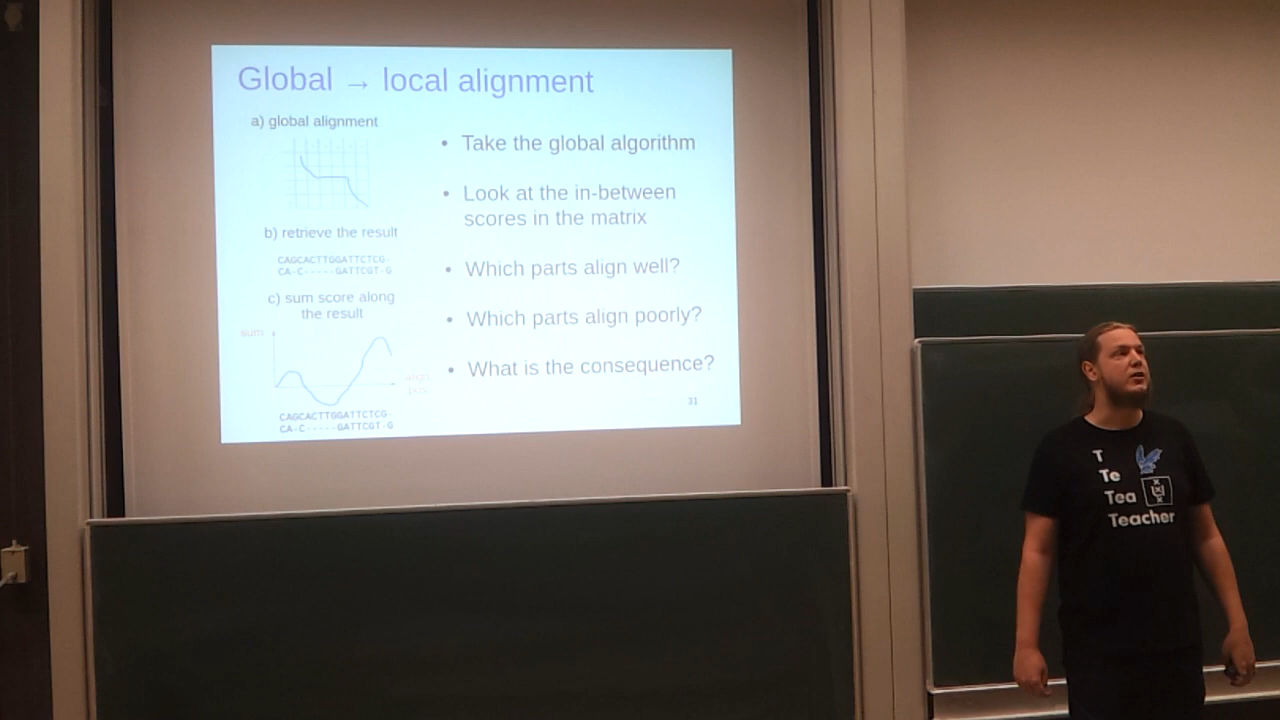 Global → local alignment
a) global alignment
b) retrieve the result
CAGCACTTGGATTCTCG-
CA-C-----GATTCGT-G
c) sum score along
the result
sum
align
pos
CAGCACTTGGATTCTCG-
CA-C-----GATTCGT-G
• Take the global algorithm
• Look at the in-between
scores in the matrix
• Which parts align well?
• Which parts align poorly?
• What is the consequence?
31
T
Te
Tea
Teacher